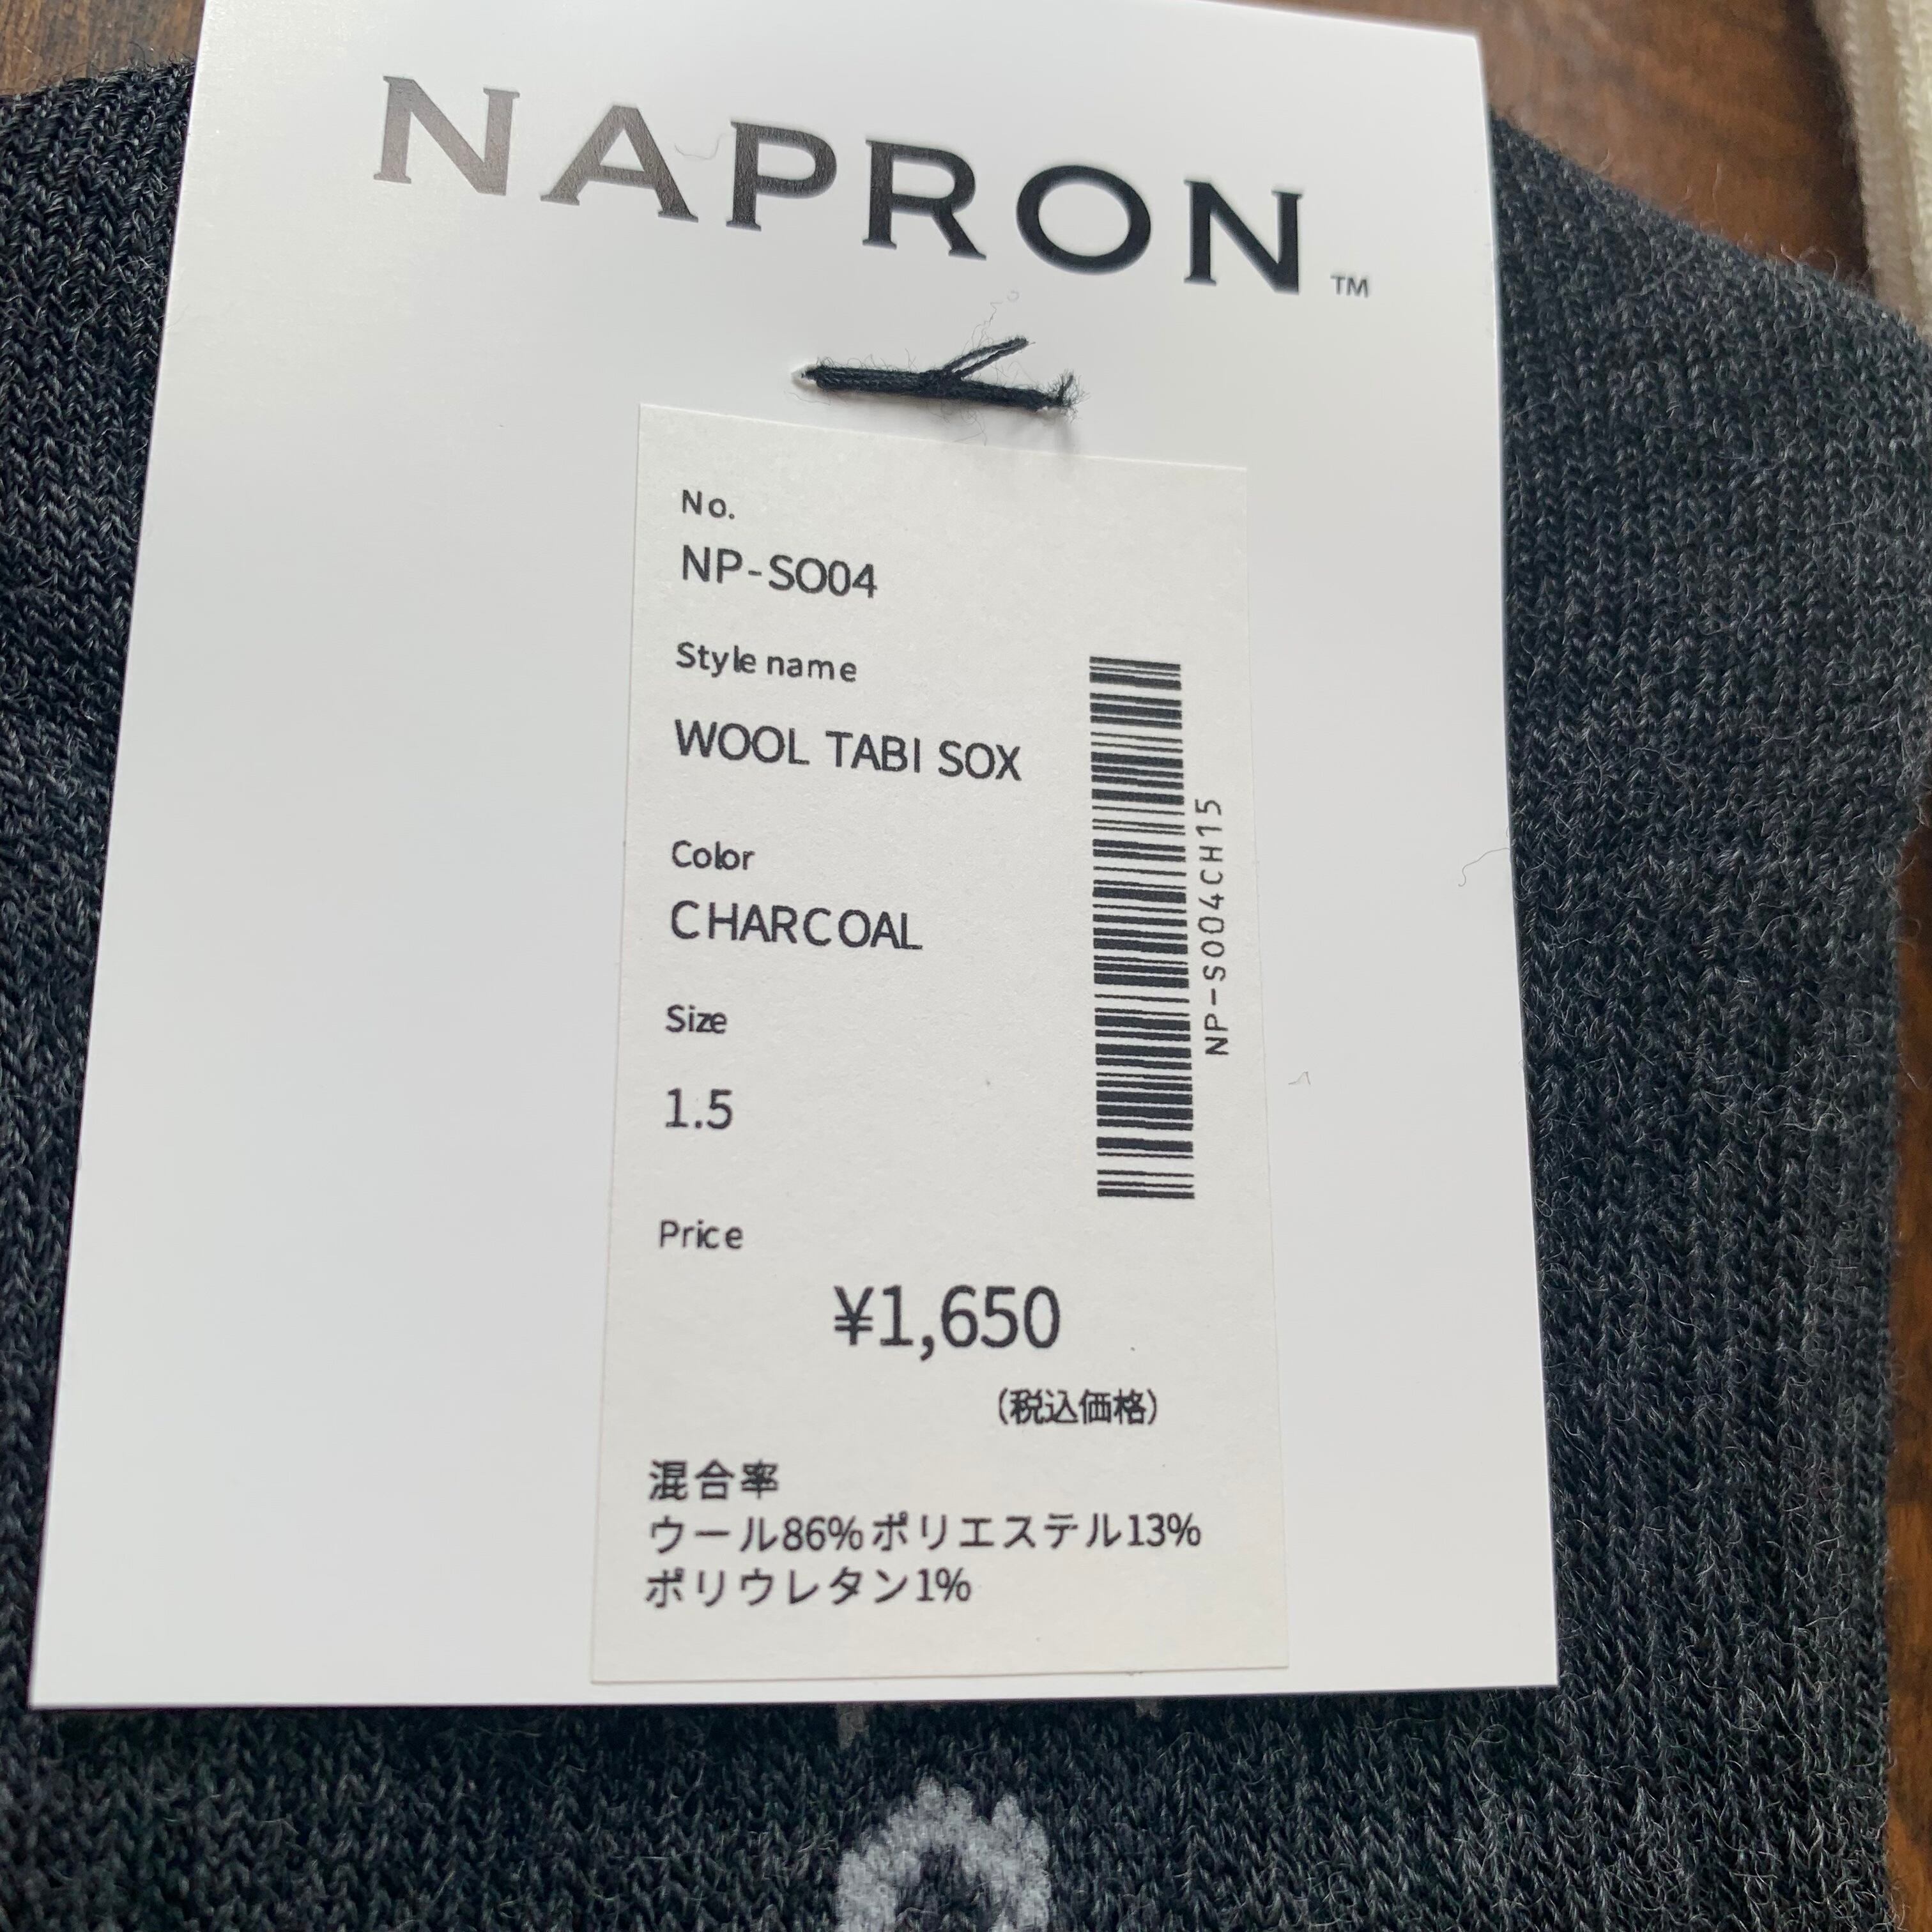 NAPRON™
No.
NP-SO04
Style name
WOOL TABI SOX
Color
CHARCOAL
Size
1.5
Price
¥1,650
(税込価格)
混合率
ウール86%ポリエステル13%
ポリウレタン1%
NP-SO04CH15